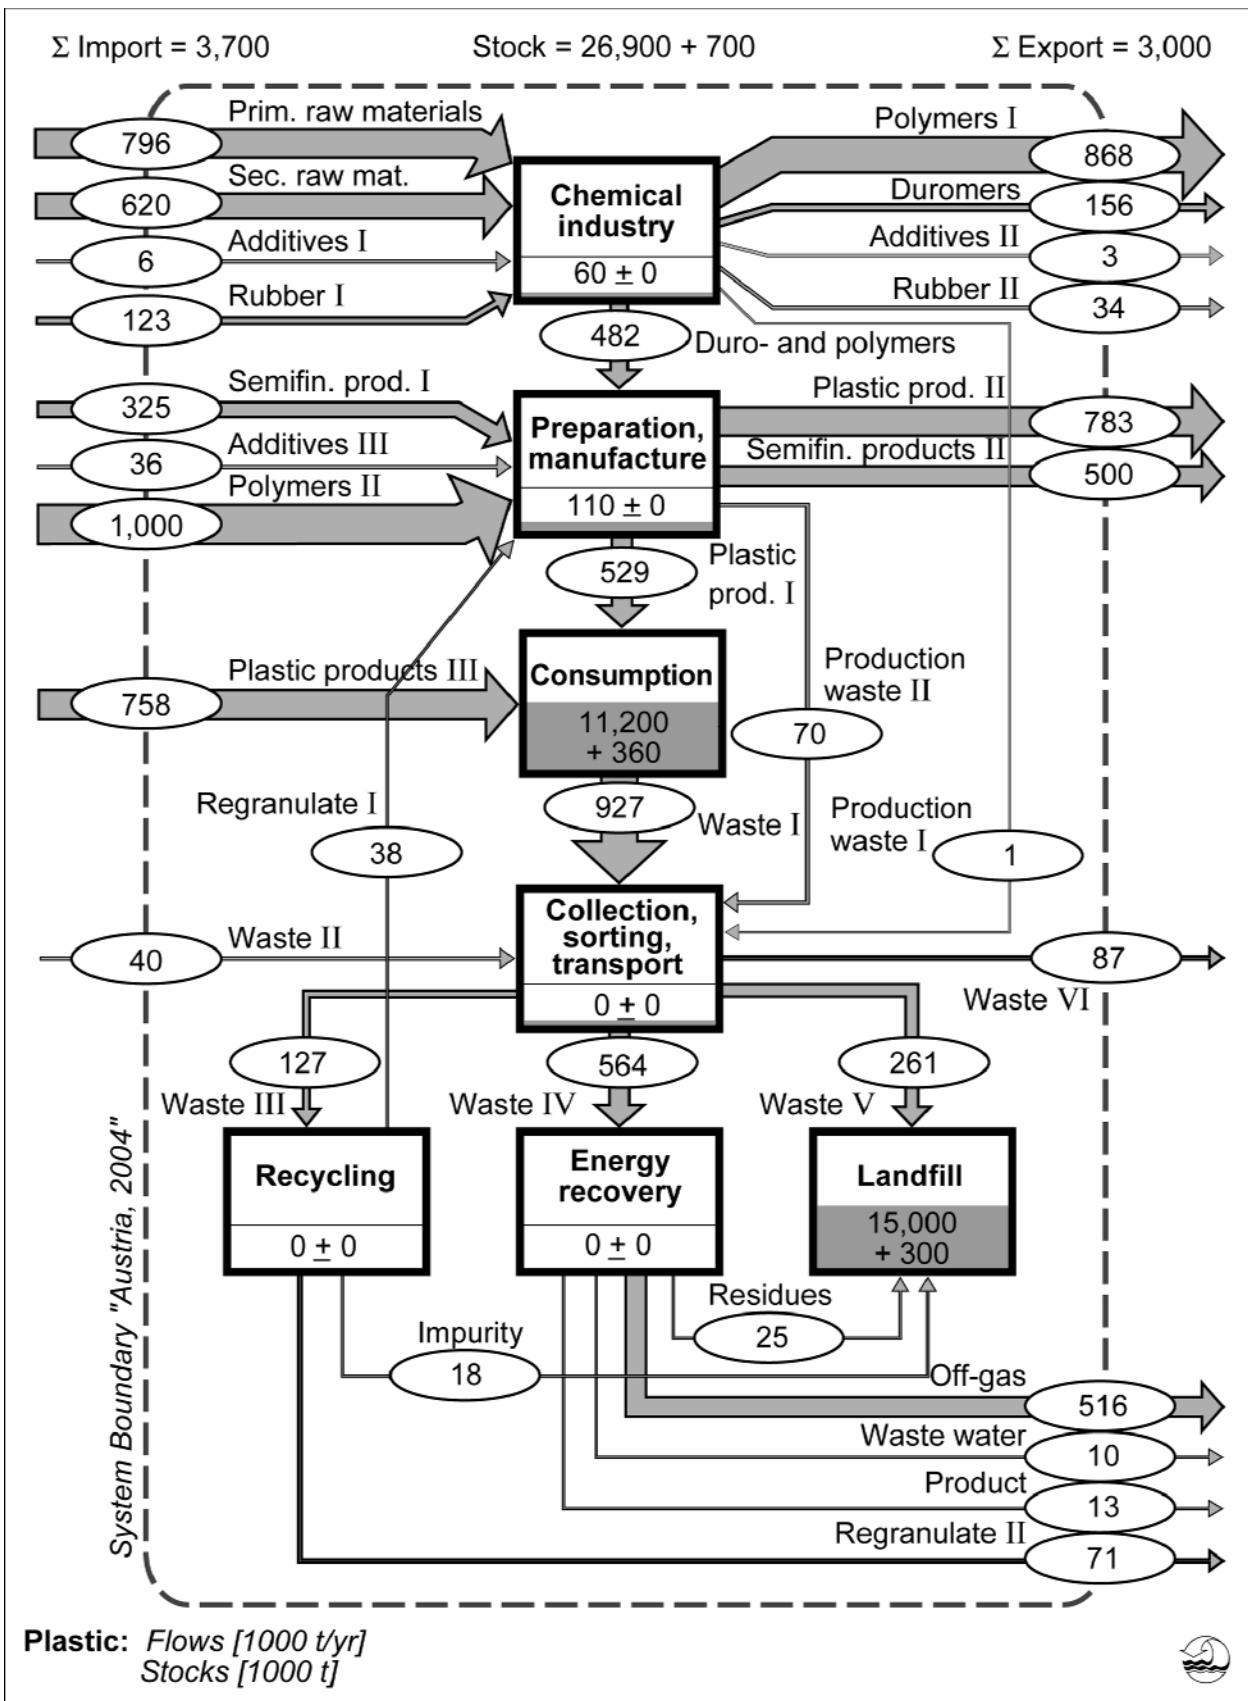 Σ Import = 3,700
Stock = 26,900 + 700
Σ Export = 3,000
Prim. raw materials
796
Sec. raw mat.
620
Additives I
6
Rubber I
123
Chemical
industry
60 ± 0
Polymers I
868
Duromers
156
Additives II
3
Rubber II
34
482
Duro- and polymers
Semifin. prod. I
325
Additives III
36
Polymers II
1,000
Preparation,
manufacture
110 ± 0
Plastic prod. II
783
Semifin. products II
500
529
Plastic
prod. I
Plastic products III
758
Consumption
11,200
+ 360
Production
waste II
70
Regranulate I
38
927
Waste I
Production
waste I
1
Waste II
40
Collection,
sorting,
transport
0 ± 0
87
Waste VI
127
Waste III
564
Waste IV
261
Waste V
Recycling
0 ± 0
Energy
recovery
0 ± 0
Landfill
15,000
+ 300
Residues
25
Impurity
18
Off-gas
516
Waste water
10
Product
13
Regranulate II
71
System Boundary "Austria, 2004"
Plastic: Flows [1000 t/yr]
Stocks [1000 t]